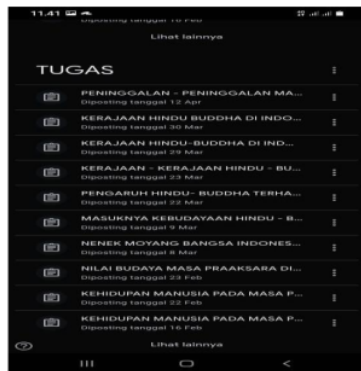 11.41
Diposting tanggal 16 Feb
Lihat lainnya
TUGAS
PENINGGALAN - PENINGGALAN MA...
Diposting tanggal 12 Apr
KERAJAAN HINDU BUDDHA DI INDO...
Diposting tanggal 30 Mar
KERAJAAN HINDU-BUDDHA DI IND...
Diposting tanggal 29 Mar
KERAJAAN - KERAJAAN HINDU - BU...
Diposting tanggal 23 Mar
PENGARUH HINDU- BUDDHA TERHA...
Diposting tanggal 22 Mar
MASUKNYA KEBUDAYAAN HINDU - B...
Diposting tanggal 9 Mar
NENEK MOYANG BANGSA INDONES...
Diposting tanggal 8 Mar
NILAI BUDAYA MASA PRAAKSARA DI...
Diposting tanggal 23 Feb
KEHIDUPAN MANUSIA PADA MASA P...
Diposting tanggal 22 Feb
KEHIDUPAN MANUSIA PADA MASA P...
Diposting tanggal 16 Feb
Lihat lainnya